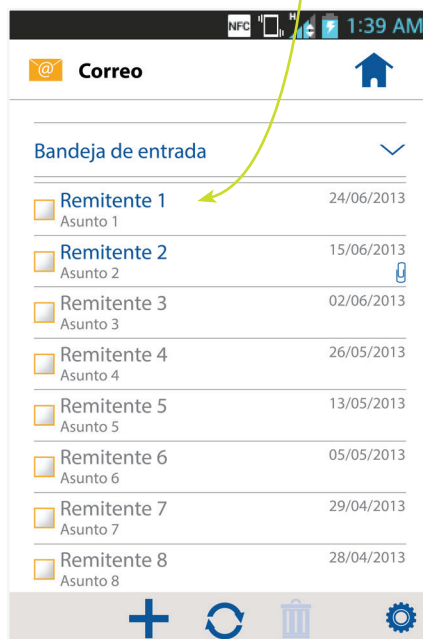 NFC H 1:39 AM
@ Correo
Bandeja de entrada
Remitente 1 24/06/2013
Asunto 1
Remitente 2 15/06/2013
Asunto 2
Remitente 3 02/06/2013
Asunto 3
Remitente 4 26/05/2013
Asunto 4
Remitente 5 13/05/2013
Asunto 5
Remitente 6 05/05/2013
Asunto 6
Remitente 7 29/04/2013
Asunto 7
Remitente 8 28/04/2013
Asunto 8